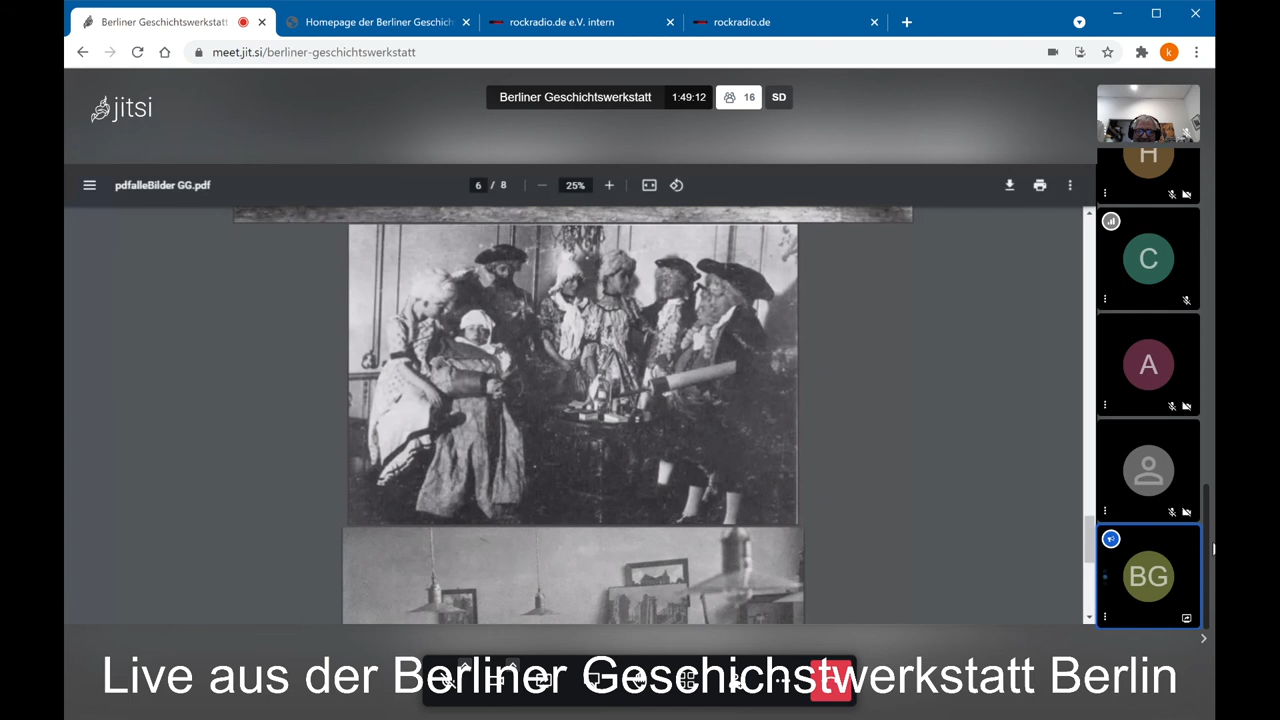 Berliner Geschichtswerkstatt
Homepage der Berliner Geschich
rockradio.de e.V. intern
rockradio.de
meet.jit.si/berliner-geschichtswerkstatt
jitsi
Berliner Geschichtswerkstatt 1:49:12 16 SD
pdfalleBilder GG.pdf 6 / 8 25%
H
C
A
BG
Live aus der Berliner Geschichstwerkstatt Berlin
k